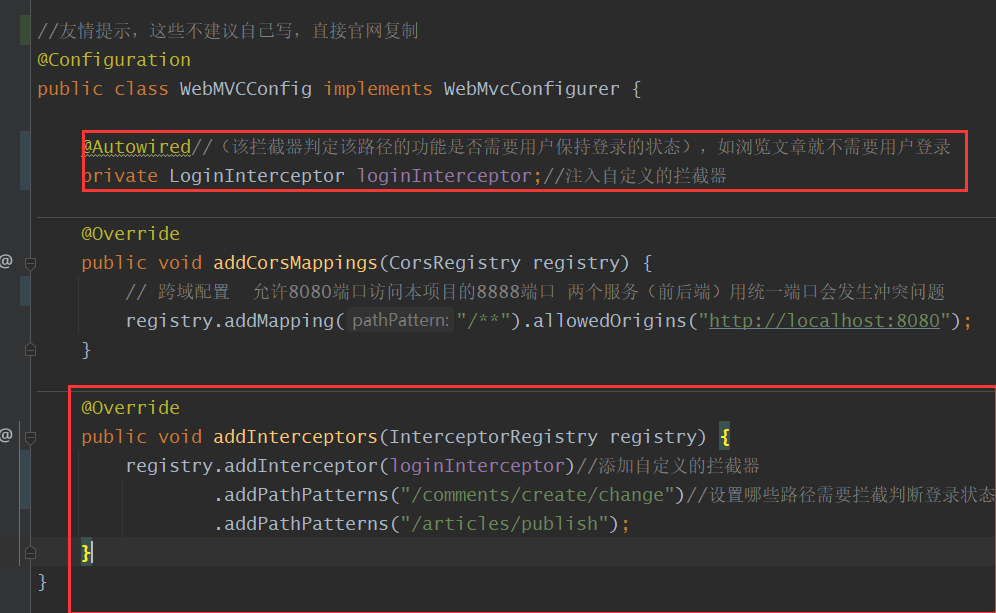 //友情提示，这些不建议自己写，直接官网复制
@Configuration
public class WebMVCConfig implements WebMvcConfigurer {
@Autowired//（该拦截器判定该路径的功能是否需要用户保持登录的状态），如浏览文章就不需要用户登录
private LoginInterceptor loginInterceptor;//注入自定义的拦截器
@Override
public void addCorsMappings(CorsRegistry registry) {
// 跨域配置  允许8080端口访问本项目的8888端口 两个服务（前后端）用统一端口会发生冲突问题
registry.addMapping( pathPattern: "/**").allowedOrigins("http://localhost:8080");
}
@Override
public void addInterceptors(InterceptorRegistry registry) {
registry.addInterceptor(loginInterceptor)//添加自定义的拦截器
.addPathPatterns("/comments/create/change")//设置哪些路径需要拦截判断登录状态
.addPathPatterns("/articles/publish");
}
}